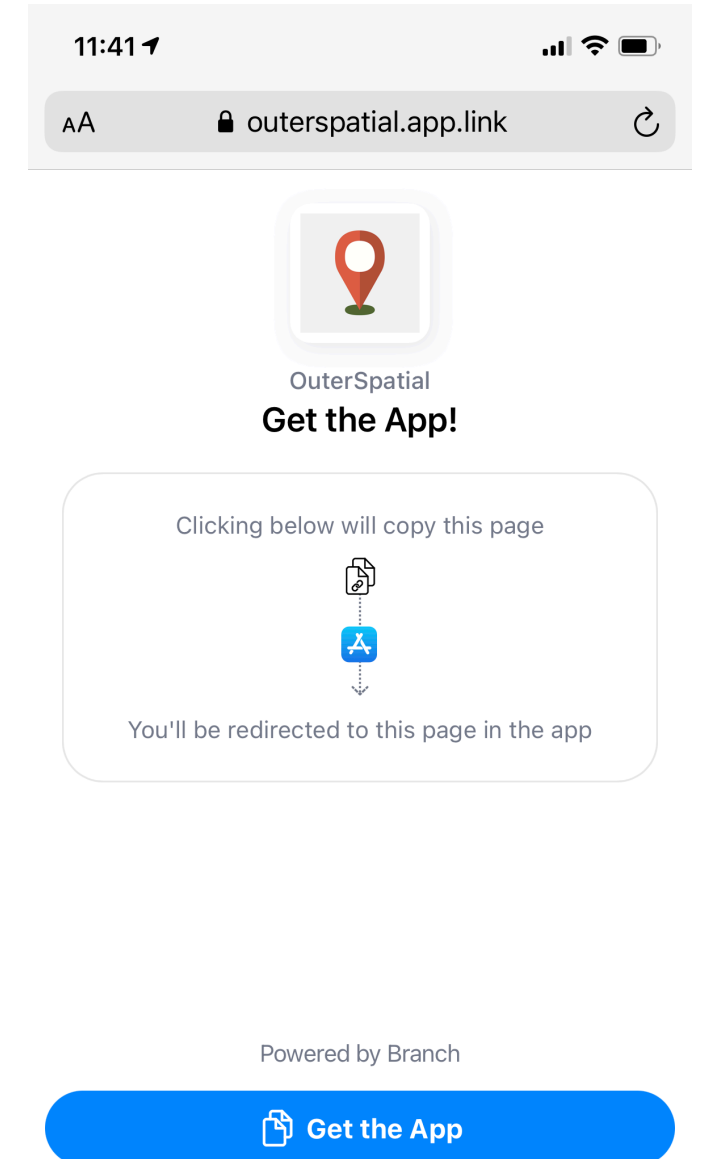 11:41
AA
outerspatial.app.link
OuterSpatial
Get the App!
Clicking below will copy this page
You'll be redirected to this page in the app
Powered by Branch
Get the App